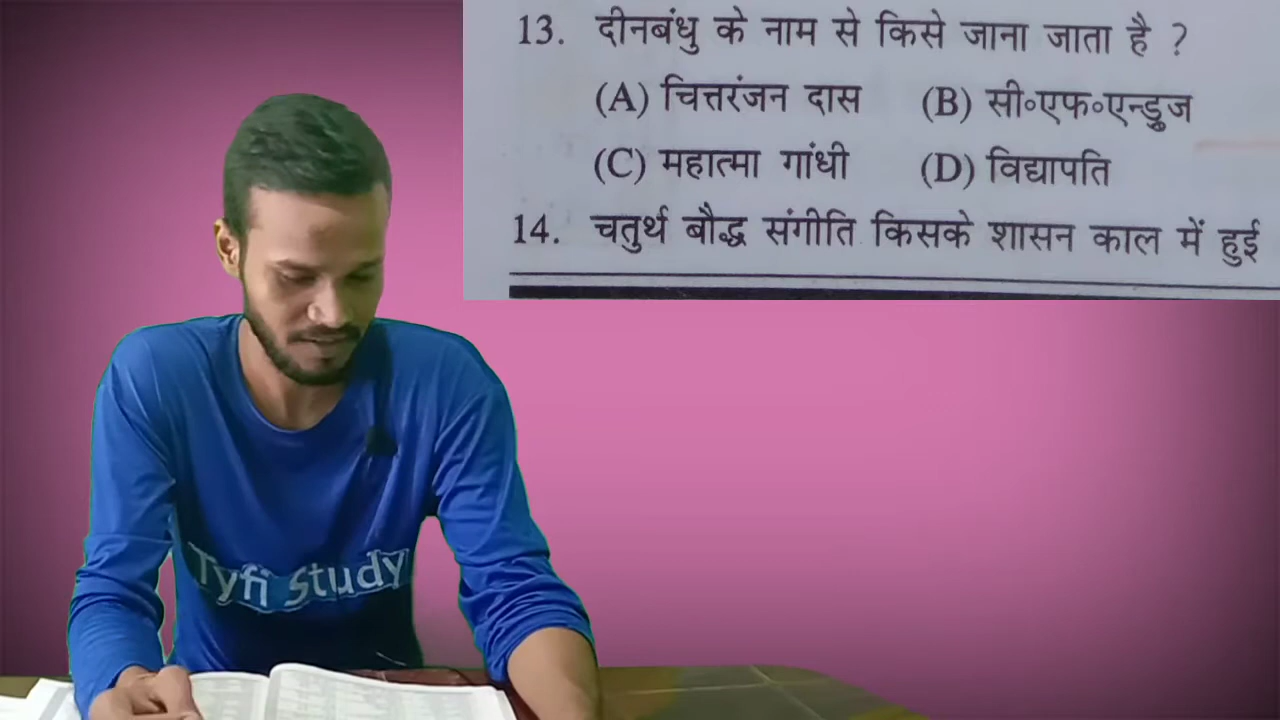 13. दीनबंधु के नाम से किसे जाना जाता है ?
(A) चित्तरंजन दास (B) सी०एफ०एन्ड्रुज
(C) महात्मा गांधी (D) विद्यापति
14. चतुर्थ बौद्ध संगीति किसके शासन काल में हुई
Tyfi Study